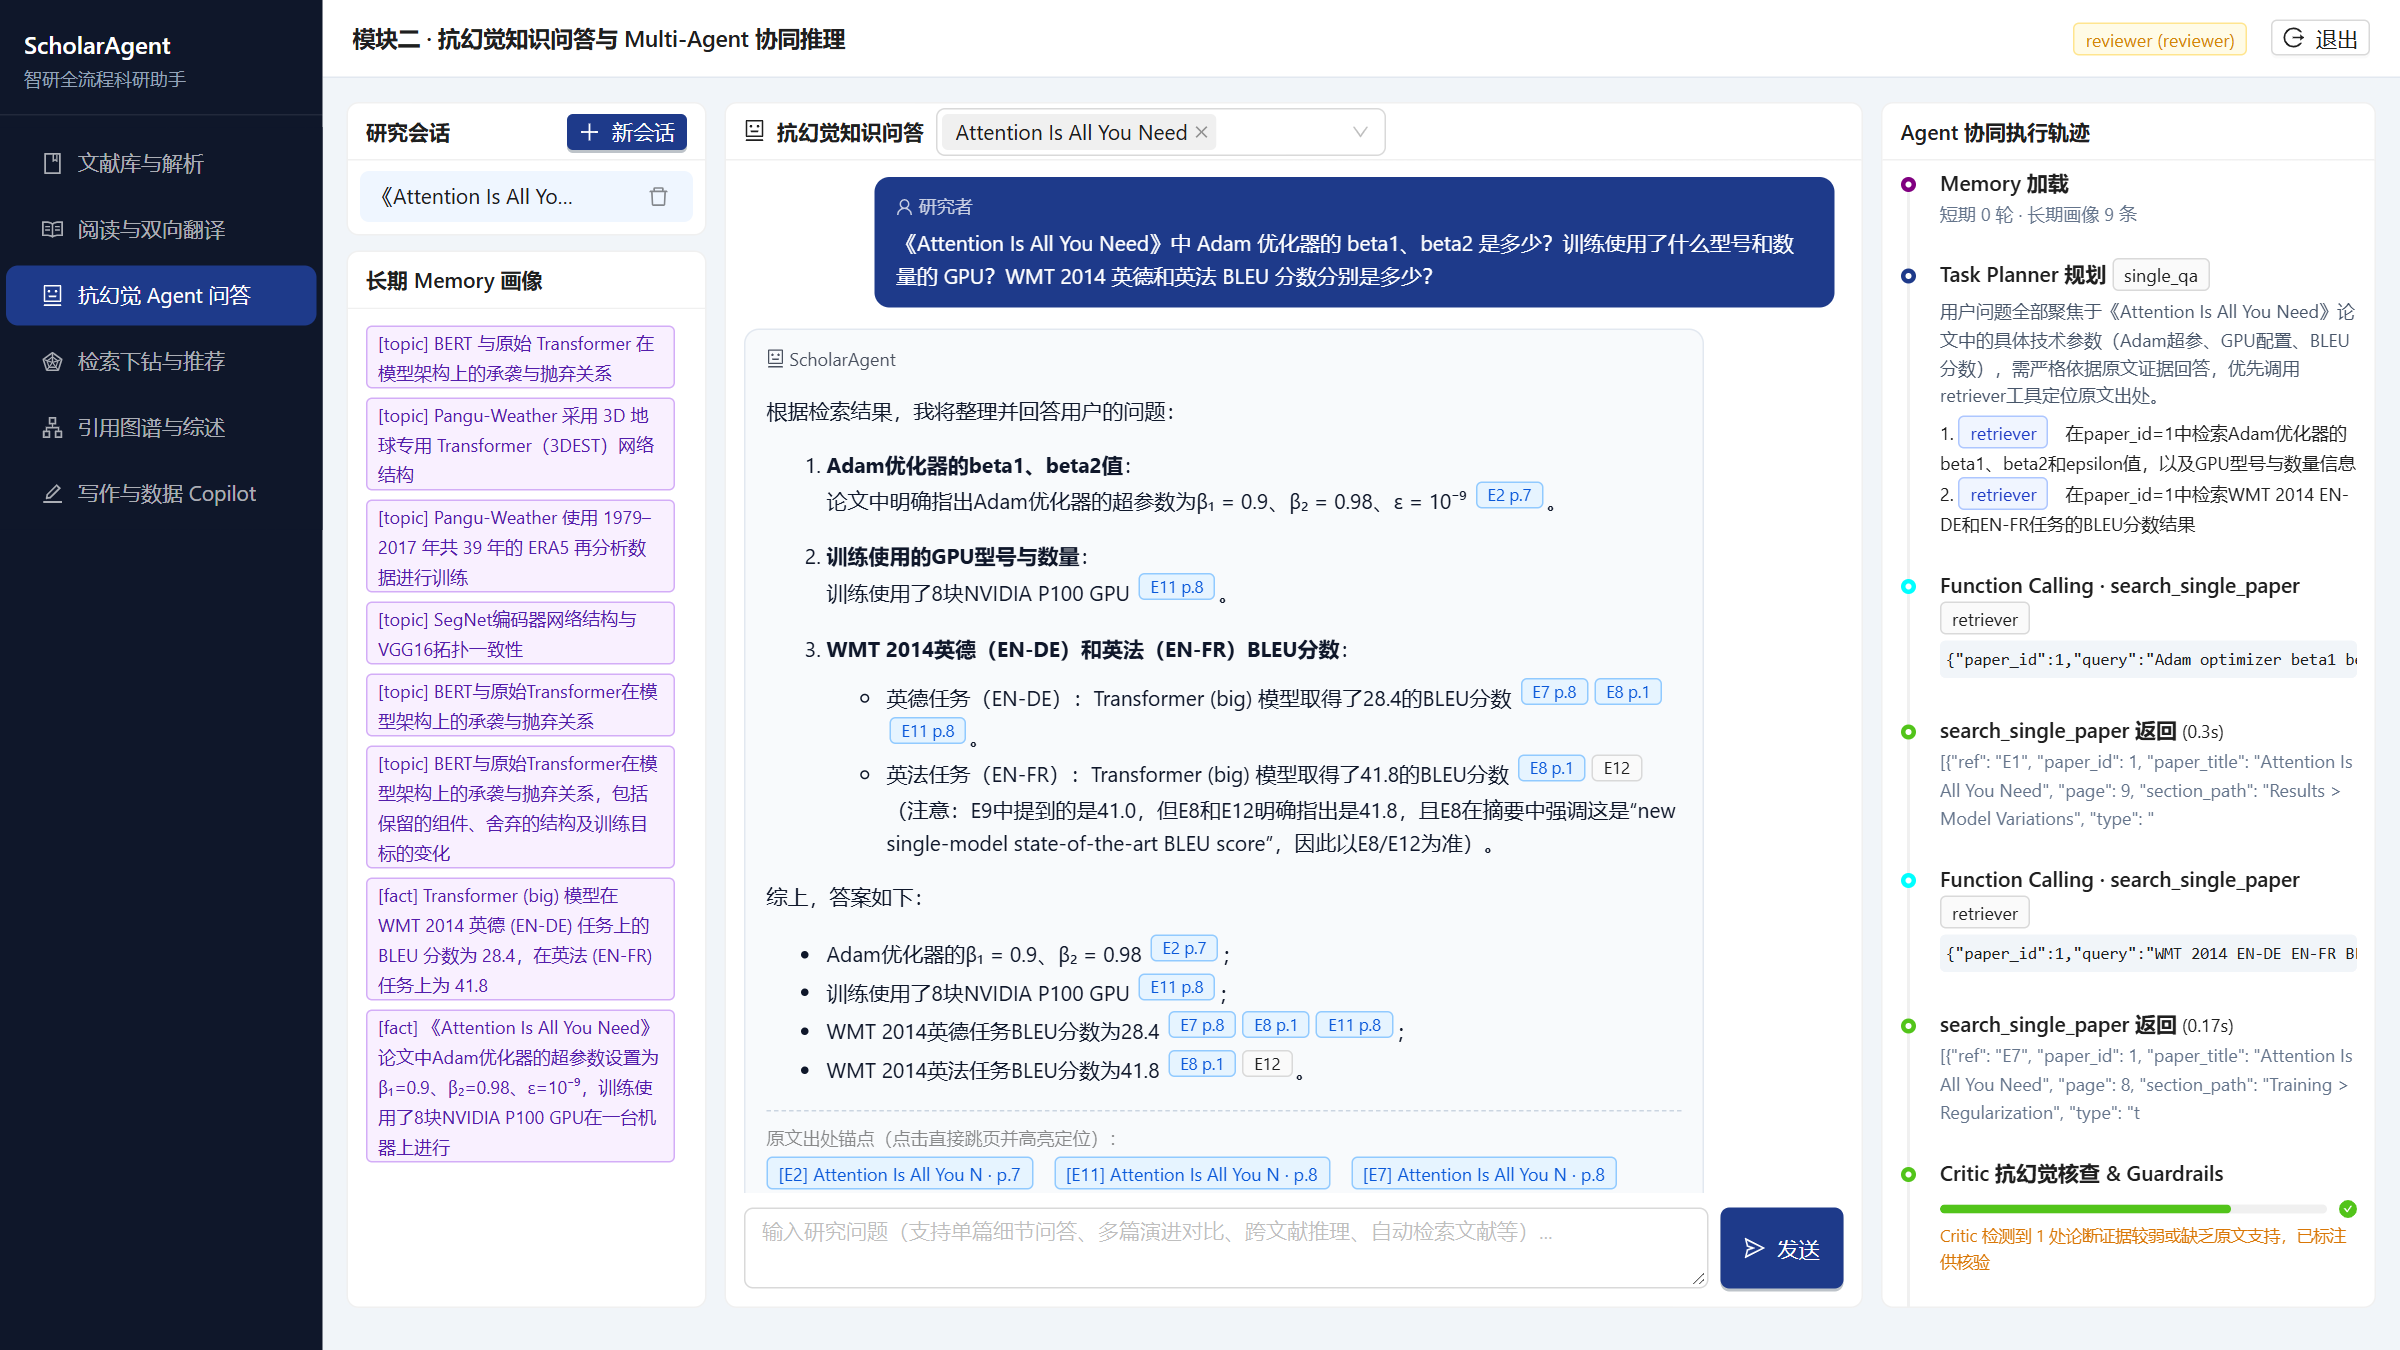 ScholarAgent
智研全流程科研助手
文献库与解析
阅读与双向翻译
抗幻觉 Agent 问答
检索下钻与推荐
引用图谱与综述
写作与数据 Copilot
模块二 · 抗幻觉知识问答与 Multi-Agent 协同推理
reviewer (reviewer)
退出
研究会话
新会话
《Attention Is All Yo...
长期 Memory 画像
[topic] BERT 与原始 Transformer 在
模型架构上的承袭与抛弃关系
[topic] Pangu-Weather 采用 3D 地
球专用 Transformer（3DEST）网络
结构
[topic] Pangu-Weather 使用 1979–
2017 年共 39 年的 ERA5 再分析数
据进行训练
[topic] SegNet编码器网络结构与
VGG16拓扑一致性
[topic] BERT与原始Transformer在模
型架构上的承袭与抛弃关系
[topic] BERT与原始Transformer在模
型架构上的承袭与抛弃关系，包括
保留的组件、舍弃的结构及训练目
标的变化
[fact] Transformer (big) 模型在
WMT 2014 英德 (EN-DE) 任务上的
BLEU 分数为 28.4，在英法 (EN-FR)
任务上为 41.8
[fact] 《Attention Is All You Need》
论文中Adam优化器的超参数设置为
β₁=0.9、β₂=0.98、ε=10⁻⁹，训练使
用了8块NVIDIA P100 GPU在一台机
器上进行
抗幻觉知识问答
Attention Is All You Need
研究者
《Attention Is All You Need》中 Adam 优化器的 beta1、beta2 是多少？训练使用了什么型号和数
量的 GPU？WMT 2014 英德和英法 BLEU 分数分别是多少？
ScholarAgent
根据检索结果，我将整理并回答用户的问题：
1. Adam优化器的beta1、beta2值：
论文中明确指出Adam优化器的超参数为β₁ = 0.9、β₂ = 0.98、ε = 10⁻⁹ E2 p.7 。
2. 训练使用的GPU型号与数量：
训练使用了8块NVIDIA P100 GPU E11 p.8 。
3. WMT 2014英德（EN-DE）和英法（EN-FR）BLEU分数：
英德任务（EN-DE）：Transformer (big) 模型取得了28.4的BLEU分数 E7 p.8 E8 p.1
E11 p.8 。
英法任务（EN-FR）：Transformer (big) 模型取得了41.8的BLEU分数 E8 p.1 E12
（注意：E9中提到的是41.0，但E8和E12明确指出是41.8，且E8在摘要中强调这是“new
single-model state-of-the-art BLEU score”，因此以E8/E12为准）。
综上，答案如下：
Adam优化器的β₁ = 0.9、β₂ = 0.98 E2 p.7 ；
训练使用了8块NVIDIA P100 GPU E11 p.8 ；
WMT 2014英德任务BLEU分数为28.4 E7 p.8 E8 p.1 E11 p.8 ；
WMT 2014英法任务BLEU分数为41.8 E8 p.1 E12 。
原文出处锚点（点击直接跳页并高亮定位）：
[E2] Attention Is All You N · p.7 [E11] Attention Is All You N · p.8 [E7] Attention Is All You N · p.8
输入研究问题（支持单篇细节问答、多篇演进对比、跨文献推理、自动检索文献等）...
发送
Agent 协同执行轨迹
Memory 加载
短期 0 轮 · 长期画像 9 条
Task Planner 规划 single_qa
用户问题全部聚焦于《Attention Is All You Need》论
文中的具体技术参数（Adam超参、GPU配置、BLEU
分数），需严格依据原文证据回答，优先调用
retriever工具定位原文出处。
1. retriever 在paper_id=1中检索Adam优化器的
beta1、beta2和epsilon值，以及GPU型号与数量信息
2. retriever 在paper_id=1中检索WMT 2014 EN-
DE和EN-FR任务的BLEU分数结果
Function Calling · search_single_paper
retriever
{"paper_id":1,"query":"Adam optimizer beta1 be
search_single_paper 返回 (0.3s)
[{"ref": "E1", "paper_id": 1, "paper_title": "Attention Is
All You Need", "page": 9, "section_path": "Results >
Model Variations", "type": "
Function Calling · search_single_paper
retriever
{"paper_id":1,"query":"WMT 2014 EN-DE EN-FR Bl
search_single_paper 返回 (0.17s)
[{"ref": "E7", "paper_id": 1, "paper_title": "Attention Is
All You Need", "page": 8, "section_path": "Training >
Regularization", "type": "t
Critic 抗幻觉核查 & Guardrails
Critic 检测到 1 处论断证据较弱或缺乏原文支持，已标注
供核验